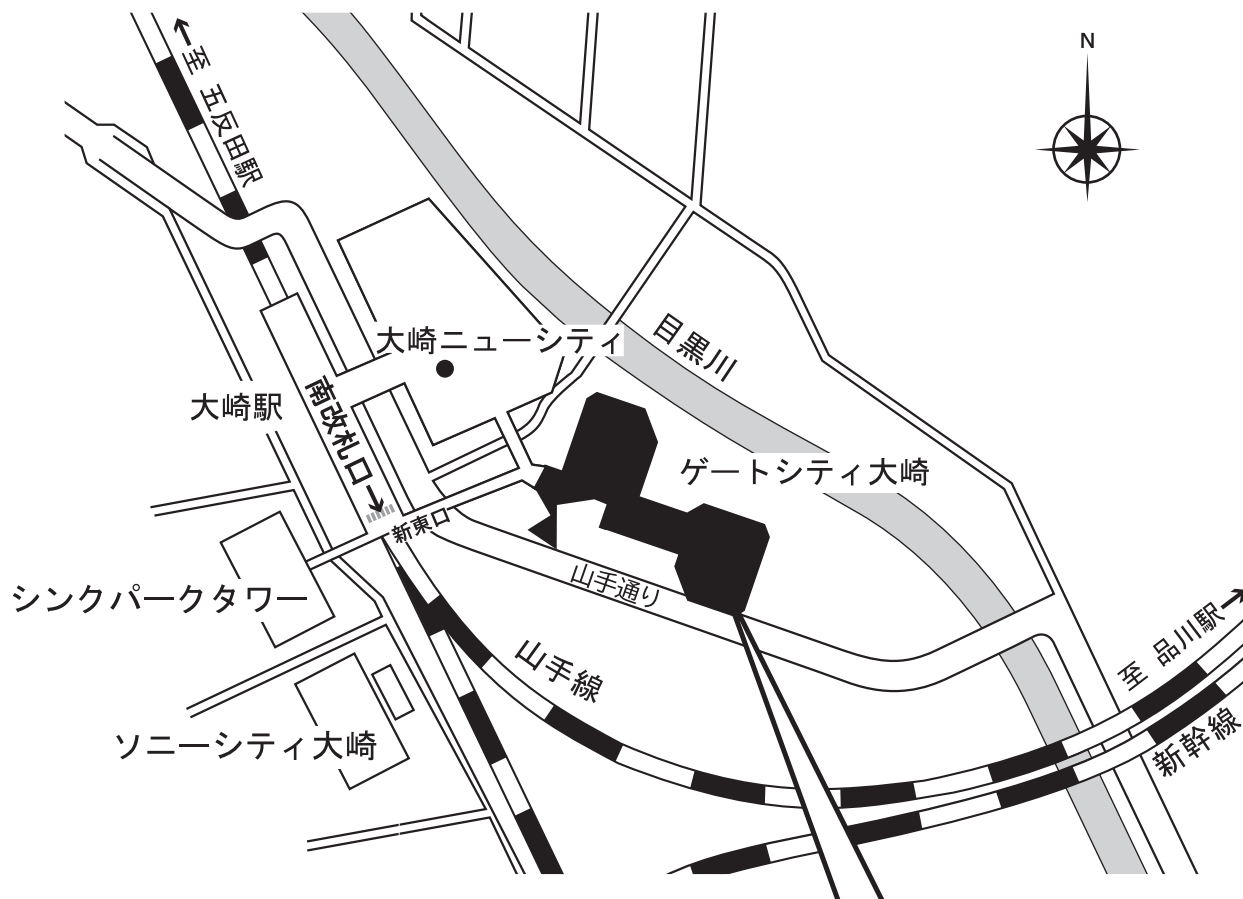 N
←至 五反田駅
大崎ニューシティ
目黒川
大崎駅
南改札口→
ゲートシティ大崎
新東口
山手通り
シンクパークタワー
至 品川駅→
山手線
新幹線
ソニーシティ大崎